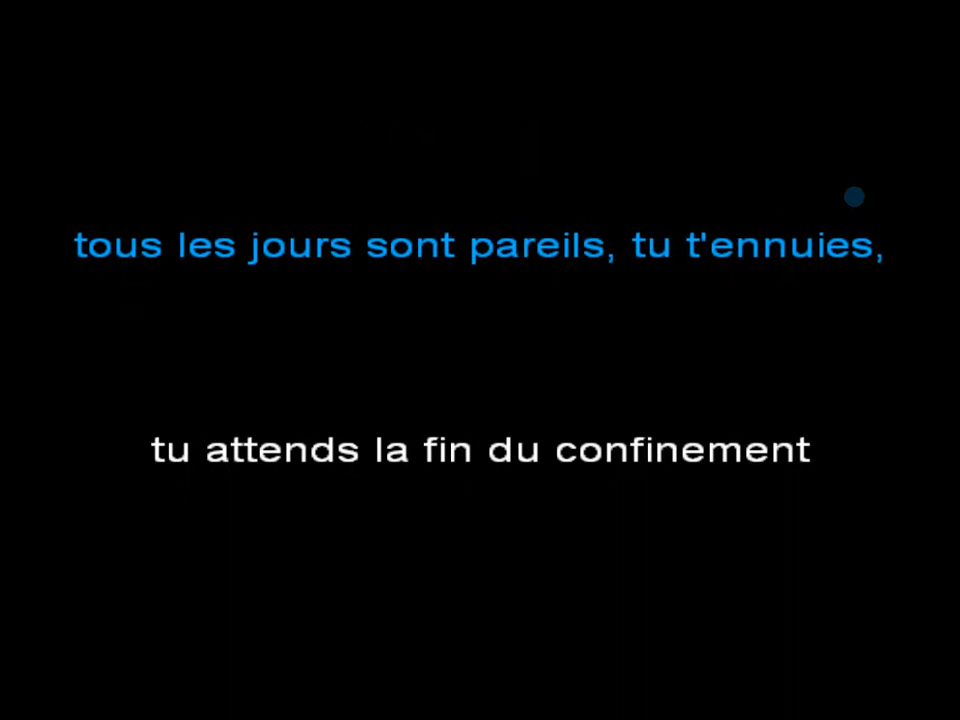 tous les jours sont pareils, tu t'ennuies,
tu attends la fin du confinement